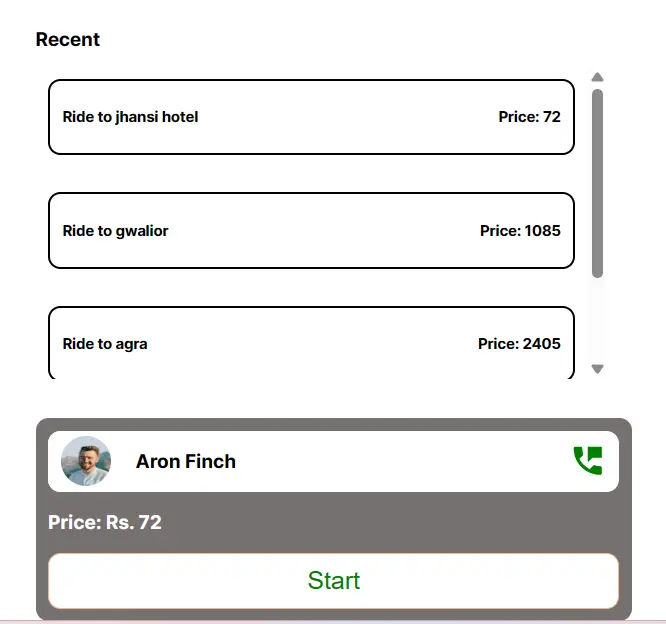 Recent
Ride to jhansi hotel Price: 72
Ride to gwalior Price: 1085
Ride to agra Price: 2405
Aron Finch
Price: Rs. 72
Start